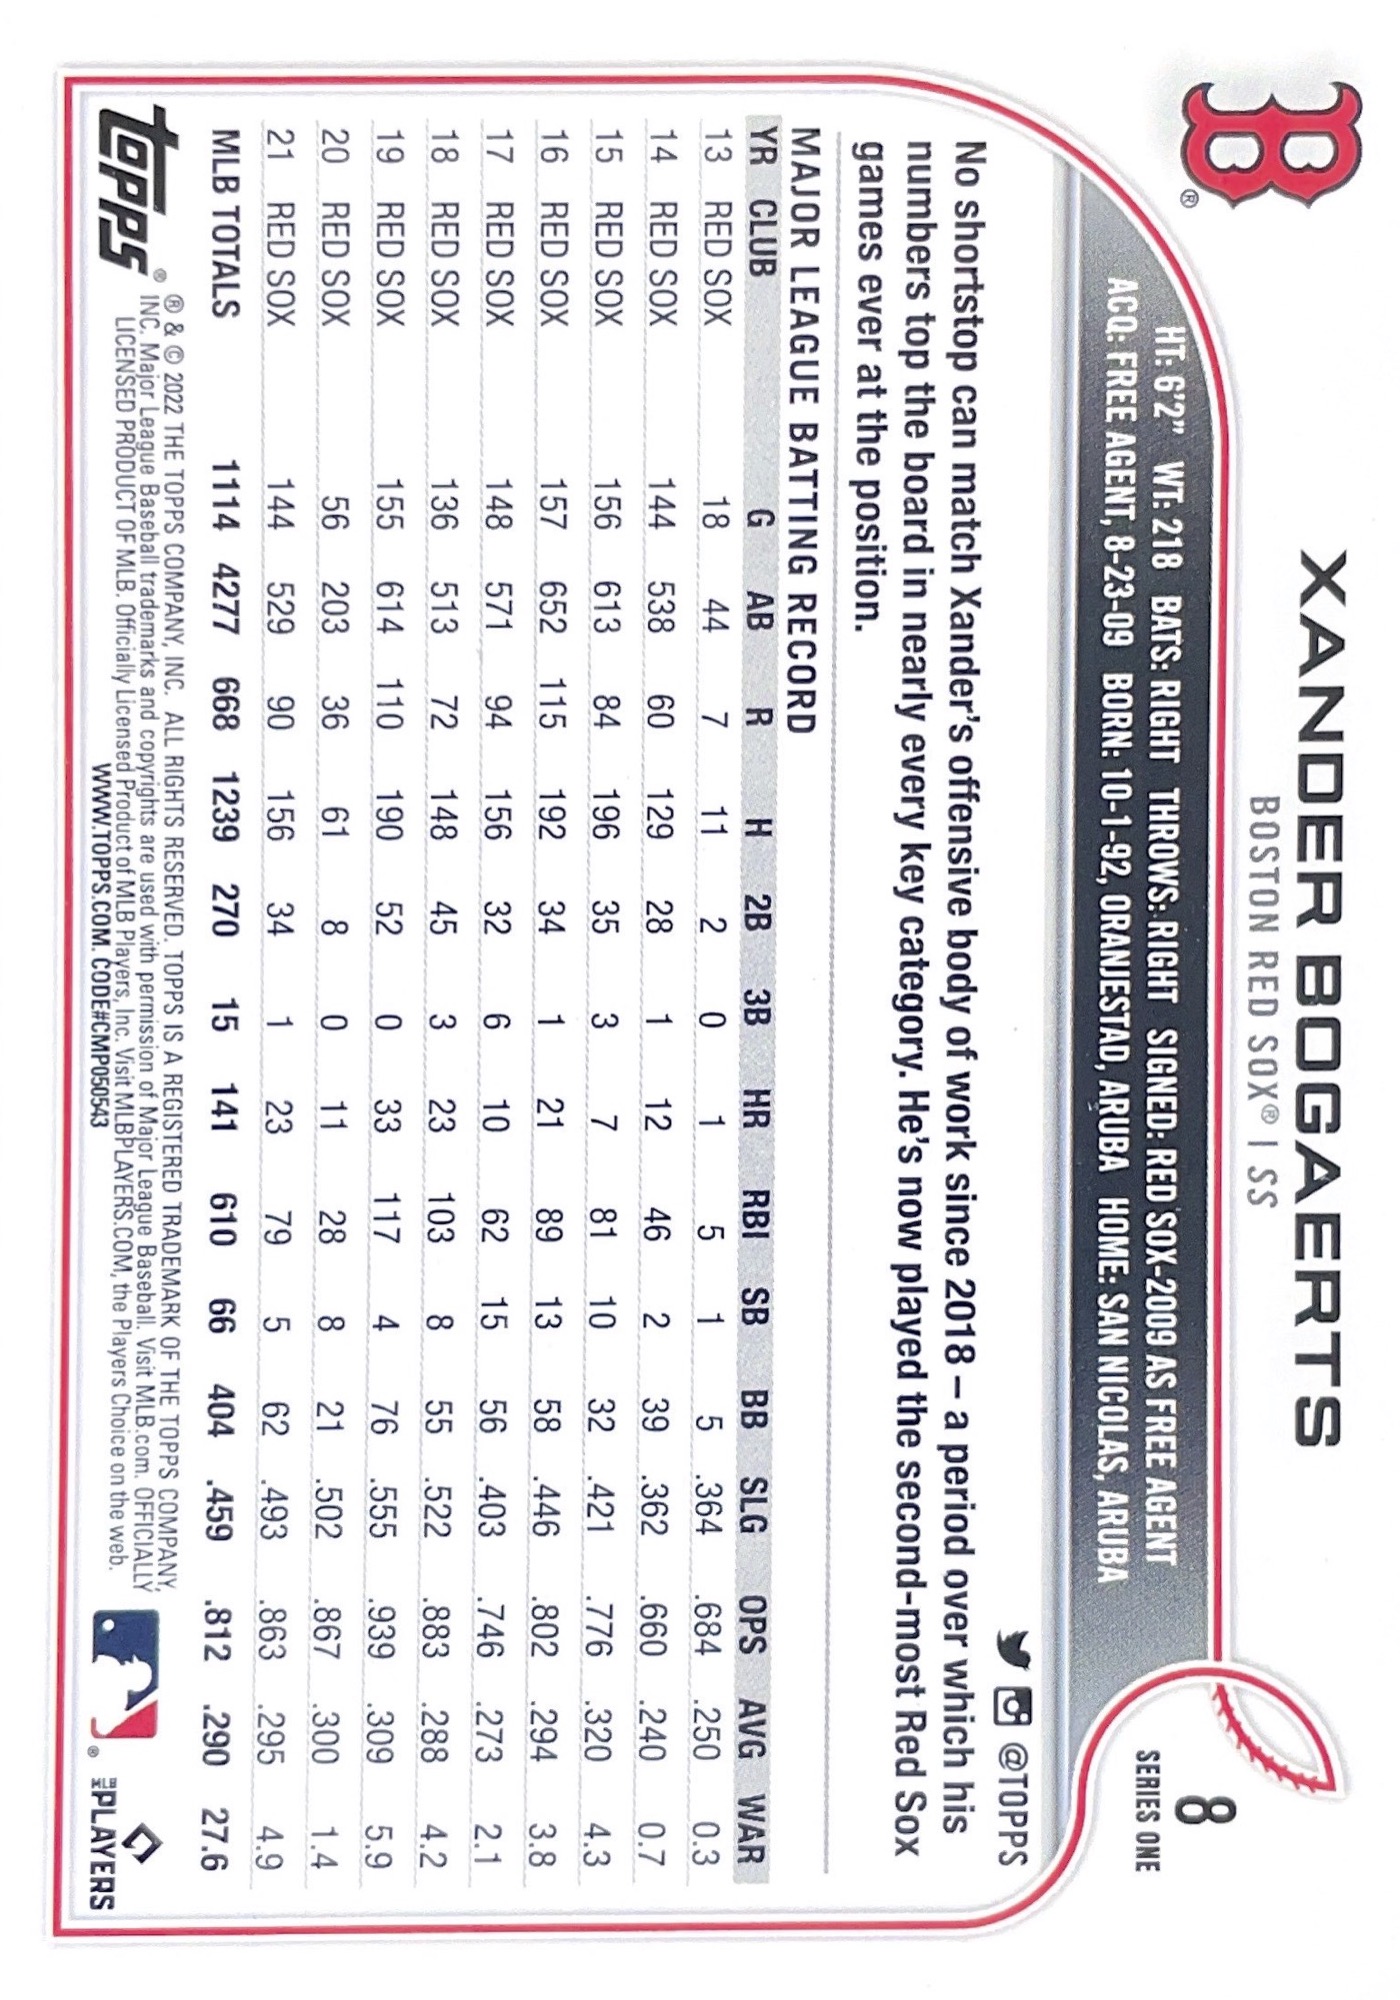 B
®
XANDER BOGAERTS
BOSTON RED SOX® | SS
8
SERIES ONE
HT: 6'2" WT: 218 BATS: RIGHT THROWS: RIGHT SIGNED: RED SOX-2009 AS FREE AGENT
ACQ: FREE AGENT, 8-23-09 BORN: 10-1-92, ORANJESTAD, ARUBA HOME: SAN NICOLAS, ARUBA
@TOPPS
No shortstop can match Xander's offensive body of work since 2018 – a period over which his
numbers top the board in nearly every key category. He's now played the second-most Red Sox
games ever at the position.
MAJOR LEAGUE BATTING RECORD
YR CLUB G AB R H 2B 3B HR RBI SB BB SLG OPS AVG WAR
13 RED SOX 18 44 7 11 2 0 1 5 1 5 .364 .684 .250 0.3
14 RED SOX 144 538 60 129 28 1 12 46 2 39 .362 .660 .240 0.7
15 RED SOX 156 613 84 196 35 3 7 81 10 32 .421 .776 .320 4.3
16 RED SOX 157 652 115 192 34 1 21 89 13 58 .446 .802 .294 3.8
17 RED SOX 148 571 94 156 32 6 10 62 15 56 .403 .746 .273 2.1
18 RED SOX 136 513 72 148 45 3 23 103 8 55 .522 .883 .288 4.2
19 RED SOX 155 614 110 190 52 0 33 117 4 76 .555 .939 .309 5.9
20 RED SOX 56 203 36 61 8 0 11 28 8 21 .502 .867 .300 1.4
21 RED SOX 144 529 90 156 34 1 23 79 5 62 .493 .863 .295 4.9
MLB TOTALS 1114 4277 668 1239 270 15 141 610 66 404 .459 .812 .290 27.6
topps®
® & © 2022 THE TOPPS COMPANY, INC. ALL RIGHTS RESERVED. TOPPS IS A REGISTERED TRADEMARK OF THE TOPPS COMPANY,
INC. Major League Baseball trademarks and copyrights are used with permission of Major League Baseball. Visit MLB.com. OFFICIALLY
LICENSED PRODUCT OF MLB. Officially Licensed Product of MLB Players, Inc. Visit MLBPLAYERS.COM, the Players Choice on the web.
WWW.TOPPS.COM. CODE#CMP050543
®
THE PLAYERS